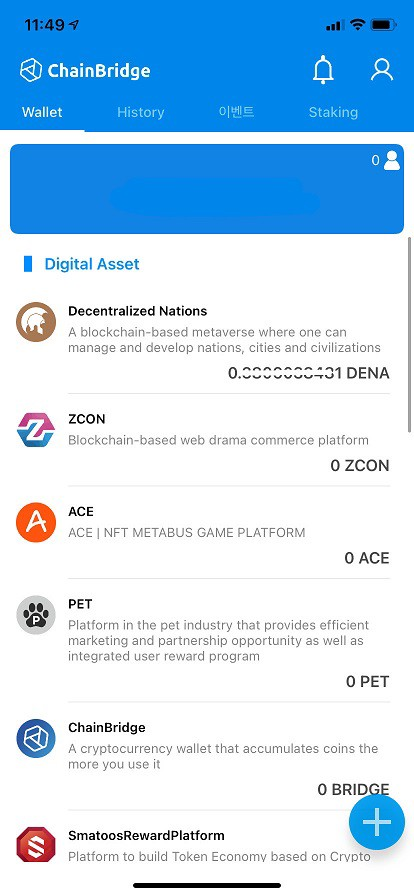 11:49
ChainBridge
Wallet History 이벤트 Staking
0
Digital Asset
Decentralized Nations
A blockchain-based metaverse where one can
manage and develop nations, cities and civilizations
DENA
ZCON
Blockchain-based web drama commerce platform
0 ZCON
ACE
ACE | NFT METABUS GAME PLATFORM
0 ACE
P
PET
Platform in the pet industry that provides efficient
marketing and partnership opportunity as well as
integrated user reward program
0 PET
ChainBridge
A cryptocurrency wallet that accumulates coins the
more you use it
0 BRIDGE
SmatoosRewardPlatform
Platform to build Token Economy based on Crypto